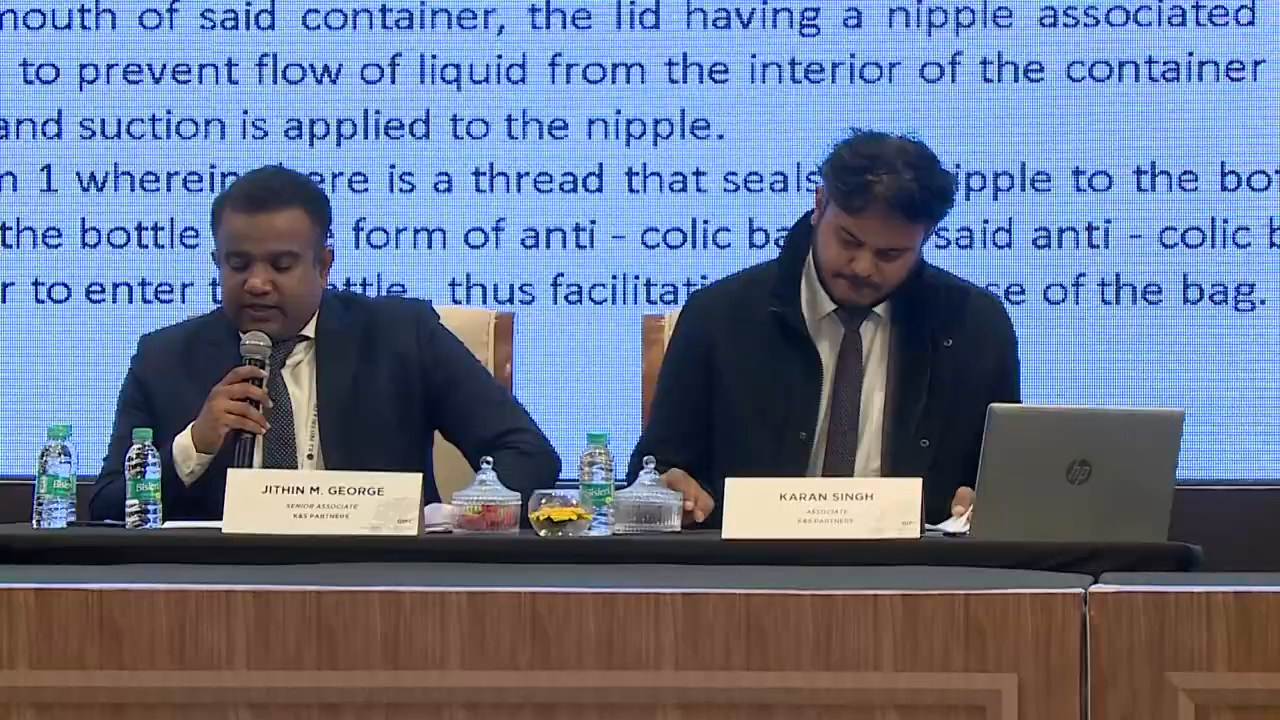 mouth of said container, the lid having a nipple associated
to prevent flow of liquid from the interior of the container
and suction is applied to the nipple.
1 wherein there is a thread that seals nipple to the
the bottle form of anti - colic said anti - colic
r to enter bottle, thus facilitati se of the bag.
JITHIN M. GEORGE
SENIOR ASSOCIATE
K&S PARTNERS
KARAN SINGH
ASSOCIATE
K&S PARTNERS
Bisleri
Bisleri
Bisleri
hp